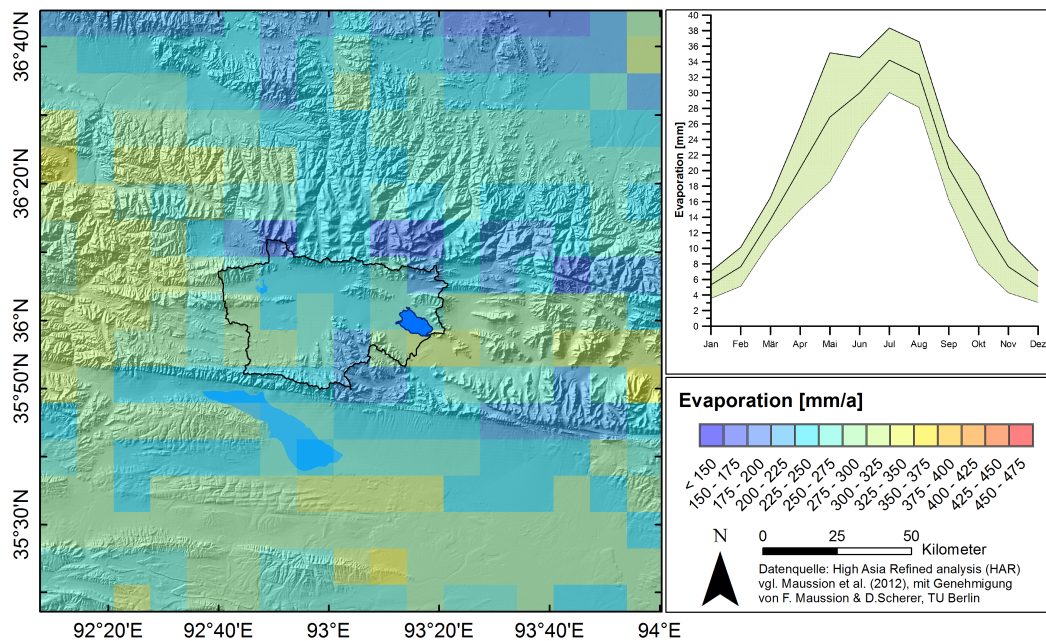 36°40'N
36°20'N
36°N
35°50'N
35°30'N
92°20'E
92°40'E
93°E
93°20'E
93°40'E
94°E
Evaporation [mm]
40
38
36
34
32
30
28
26
24
22
20
18
16
14
12
10
8
6
4
2
0
Jan Feb Mär Apr Mai Jun Jul Aug Sep Okt Nov Dez
Evaporation [mm/a]
< 150
150 - 175
175 - 200
200 - 225
225 - 250
250 - 275
275 - 300
300 - 325
325 - 350
350 - 375
375 - 400
400 - 425
425 - 450
450 - 475
N
0 25 50 Kilometer
Datenquelle: High Asia Refined analysis (HAR)
vgl. Maussion et al. (2012), mit Genehmigung
von F. Maussion & D.Scherer, TU Berlin